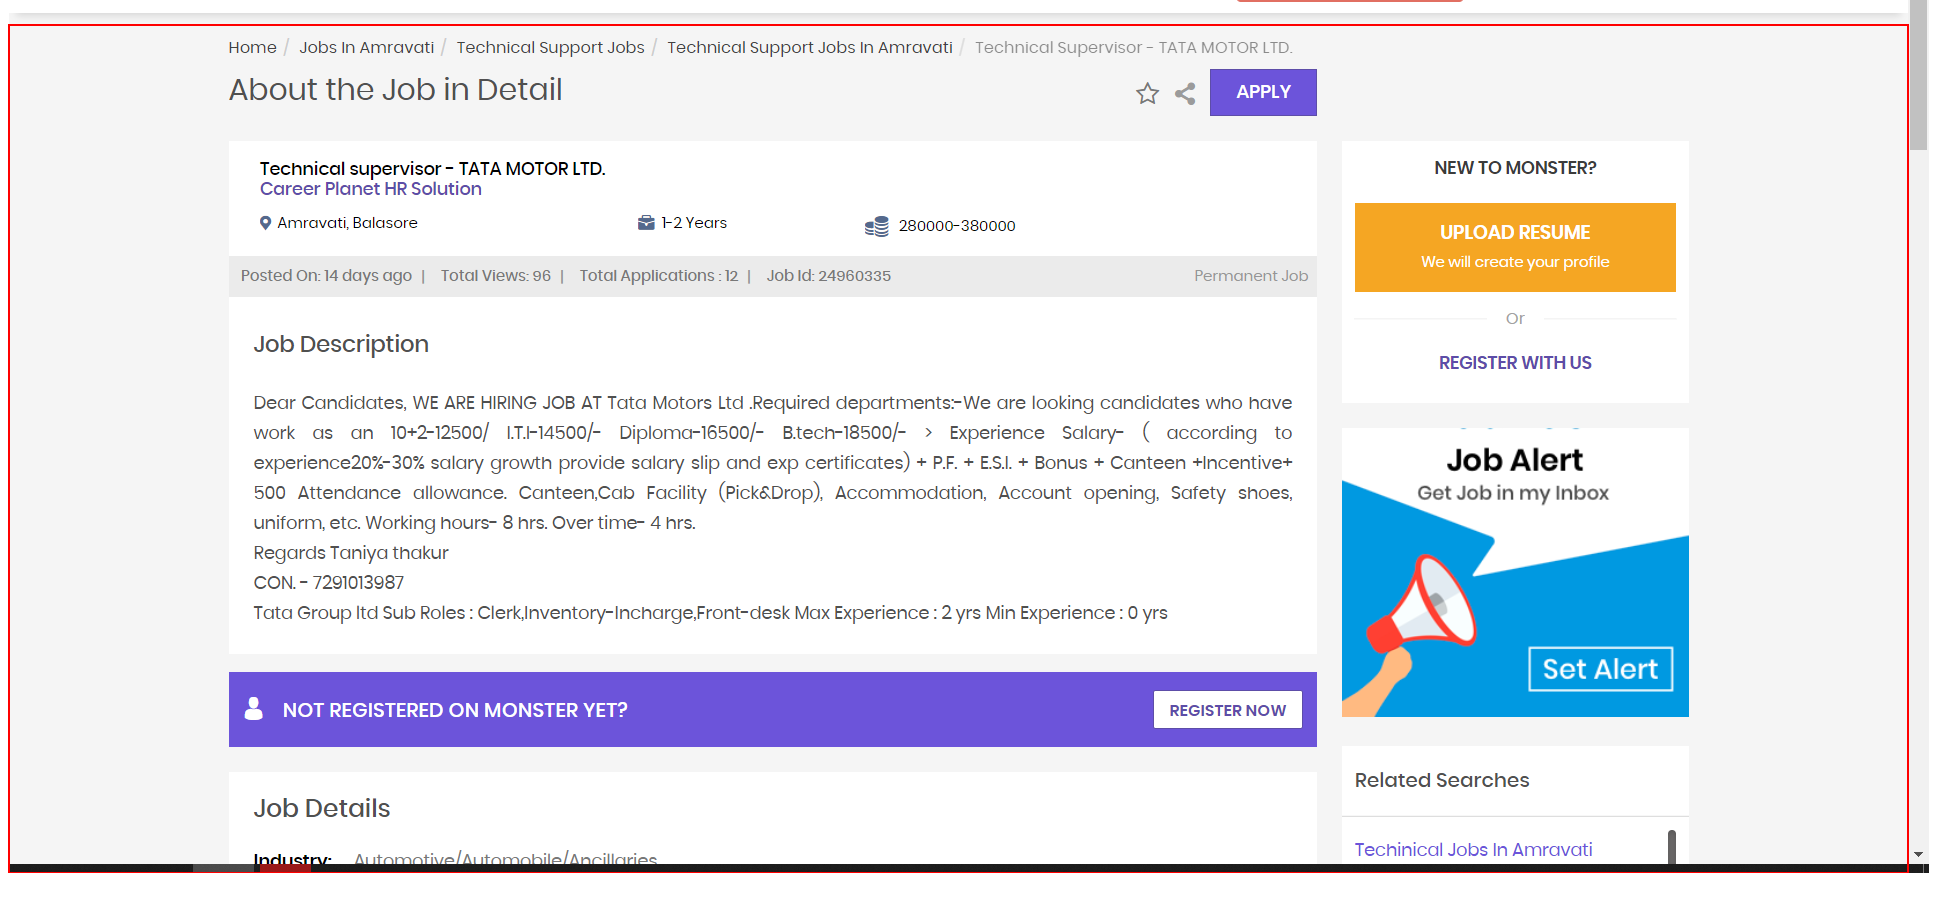 Home / Jobs In Amravati / Technical Support Jobs / Technical Support Jobs In Amravati / Technical Supervisor - TATA MOTOR LTD.
About the Job in Detail
APPLY
Technical supervisor - TATA MOTOR LTD.
Career Planet HR Solution
Amravati, Balasore
1-2 Years
280000-380000
Posted On: 14 days ago | Total Views: 96 | Total Applications : 12 | Job Id: 24960335
Permanent Job
Job Description
Dear Candidates, WE ARE HIRING JOB AT Tata Motors Ltd .Required departments:-We are looking candidates who have
work as an 10+2-12500/ I.T.I-14500/- Diploma-16500/- B.tech-18500/- > Experience Salary- ( according to
experience20%-30% salary growth provide salary slip and exp certificates) + P.F. + E.S.I. + Bonus + Canteen +Incentive+
500 Attendance allowance. Canteen,Cab Facility (Pick&Drop), Accommodation, Account opening, Safety shoes,
uniform, etc. Working hours- 8 hrs. Over time- 4 hrs.
Regards Taniya thakur
CON. - 7291013987
Tata Group ltd Sub Roles : Clerk,Inventory-Incharge,Front-desk Max Experience : 2 yrs Min Experience : 0 yrs
NOT REGISTERED ON MONSTER YET?
REGISTER NOW
Job Details
Industry: Automotive/Automobile/Ancillaries
NEW TO MONSTER?
UPLOAD RESUME
We will create your profile
Or
REGISTER WITH US
Job Alert
Get Job in my Inbox
Set Alert
Related Searches
Techinical Jobs In Amravati